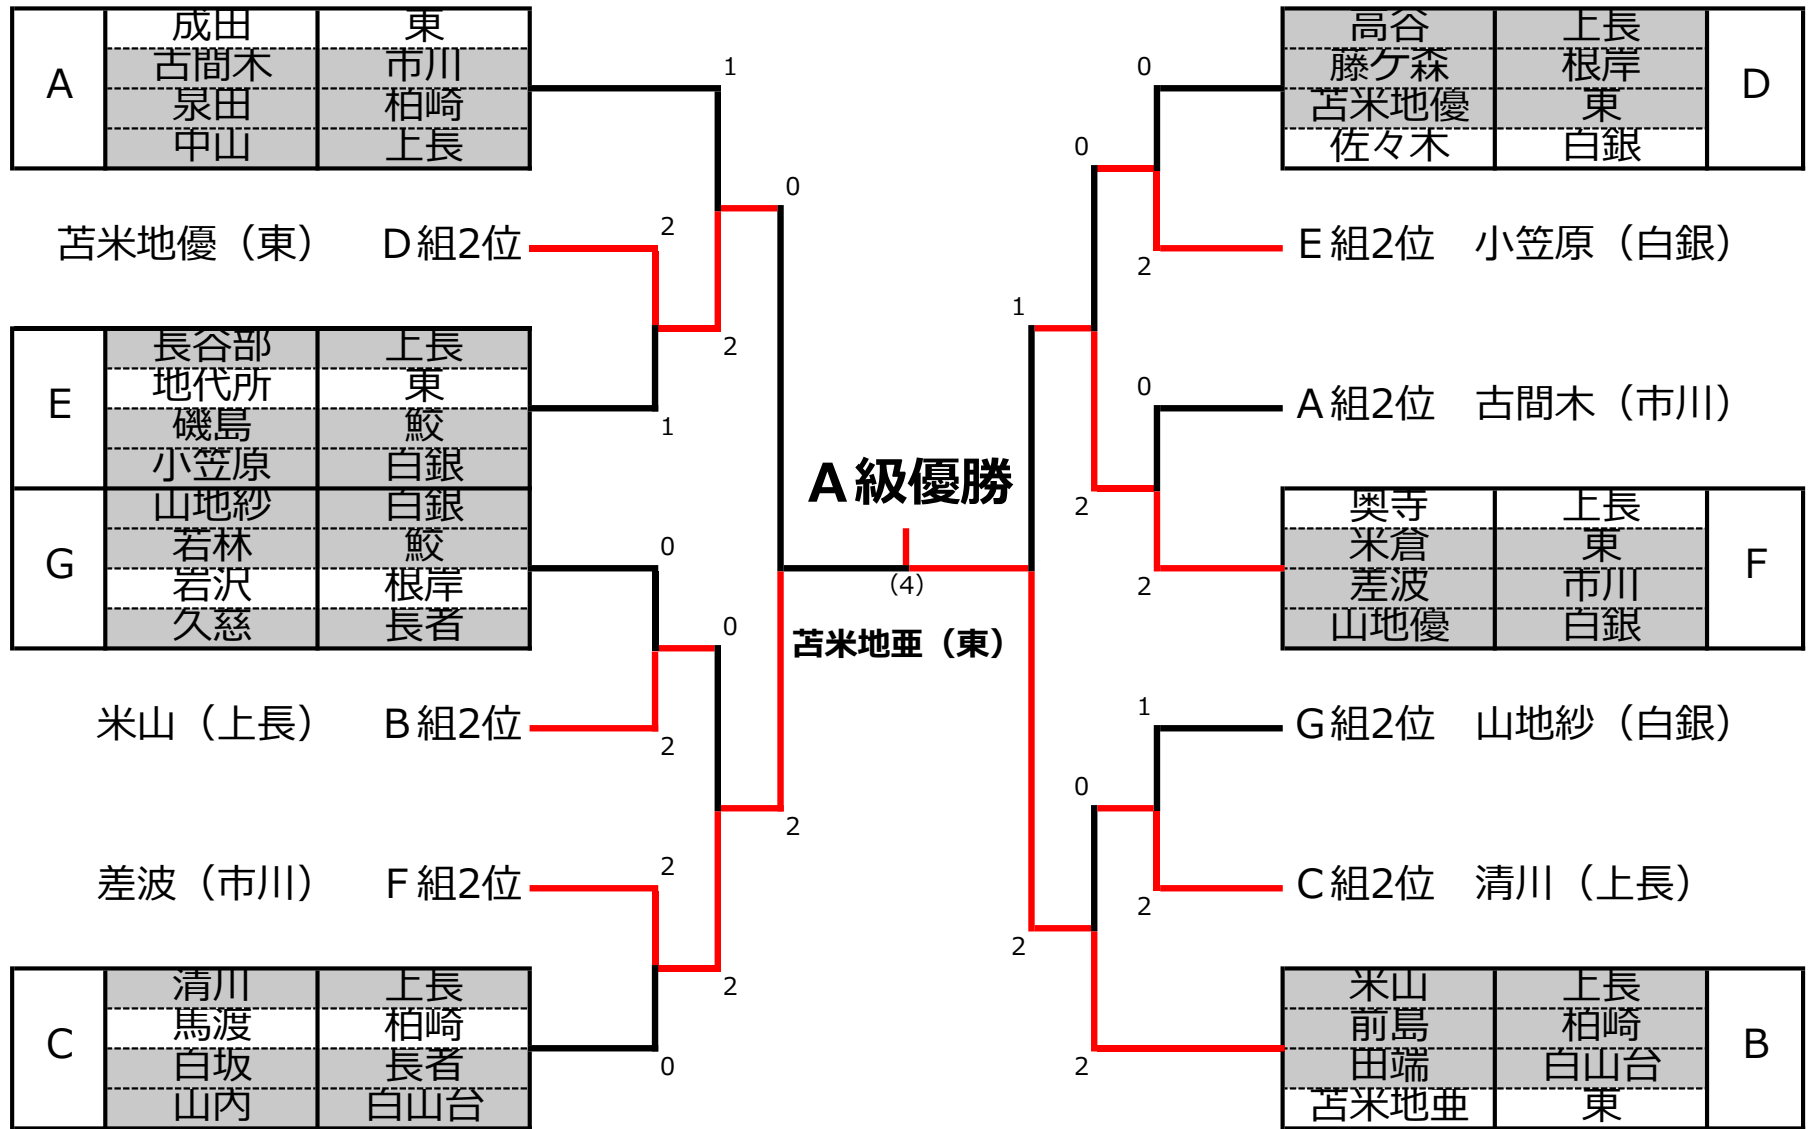 A
成田 東
古間木 市川
泉田 柏崎
中山 上長
1
苫米地優（東） D組2位
2
0
E
長谷部 上長
地代所 東
磯島 鮫
小笠原 白銀
1
2
G
山地紗 白銀
若林 鮫
岩沢 根岸
久慈 長者
0
0
米山（上長） B組2位
2
2
差波（市川） F組2位
2
2
C
清川 上長
馬渡 柏崎
白坂 長者
山内 白山台
0
A級優勝
（4）
苫米地亜（東）
D
高谷 上長
藤ケ森 根岸
苫米地優 東
佐々木 白銀
0
0
E組2位 小笠原（白銀）
2
1
A組2位 古間木（市川）
0
2
F
奥寺 上長
米倉 東
差波 市川
山地優 白銀
2
G組2位 山地紗（白銀）
1
0
C組2位 清川（上長）
2
2
B
米山 上長
前島 柏崎
田端 白山台
苫米地亜 東
2